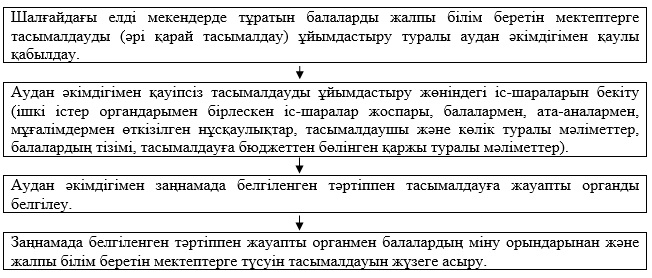 Шалғайдағы елді мекендерде тұратын балаларды жалпы білім беретін мектептерге
тасымалдауды (әрі қарай тасымалдау) ұйымдастыру туралы аудан әкімдігімен қаулы
қабылдау.
Аудан әкімдігімен қауіпсіз тасымалдауды ұйымдастыру жөніндегі іс-шараларын бекіту
(ішкі істер органдарымен бірлескен іс-шаралар жоспары, балалармен, ата-аналармен,
мұғалімдермен өткізілген нұсқаулықтар, тасымалдаушы және көлік туралы мәліметтер,
балалардың тізімі, тасымалдауға бюджеттен бөлінген қаржы туралы мәліметтер).
Аудан әкімдігімен заңнамада белгіленген тәртіппен тасымалдауға жауапты органды
белгілеу.
Заңнамада белгіленген тәртіппен жауапты органмен балалардың міну орындарынан және
жалпы білім беретін мектептерге түсуін тасымалдауын жүзеге асыру.